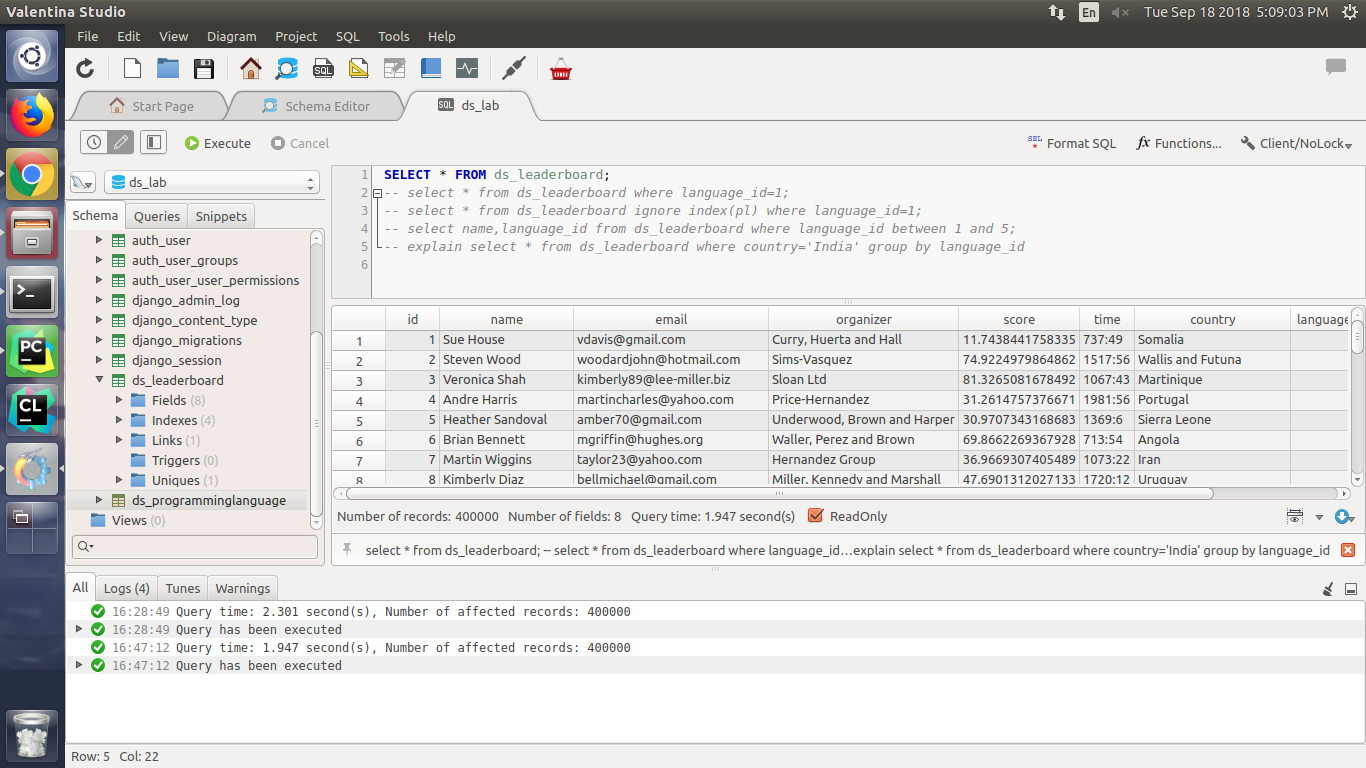 Valentina Studio
En
Tue Sep 18 2018 5:09:03 PM
File Edit View Diagram Project SQL Tools Help
SQL
Start Page
Schema Editor
SQL ds_lab
Execute
Cancel
SEL Format SQL
fx Functions...
Client/NoLock
ds_lab
Schema Queries Snippets
auth_user
auth_user_groups
auth_user_user_permissions
django_admin_log
django_content_type
django_migrations
django_session
ds_leaderboard
Fields (8)
Indexes (4)
Links (1)
Triggers (0)
Uniques (1)
ds_programminglanguage
Views (0)
PC
CL
1 SELECT * FROM ds_leaderboard;
2 -- select * from ds_leaderboard where language_id=1;
3 -- select * from ds_leaderboard ignore index(pl) where language_id=1;
4 -- select name,language_id from ds_leaderboard where language_id between 1 and 5;
5 -- explain select * from ds_leaderboard where country='India' group by language_id
6
id name email organizer score time country language
1 1 Sue House vdavis@gmail.com Curry, Huerta and Hall 11.7438441758335 737:49 Somalia
2 2 Steven Wood woodardjohn@hotmail.com Sims-Vasquez 74.9224979864862 1517:56 Wallis and Futuna
3 3 Veronica Shah kimberly89@lee-miller.biz Sloan Ltd 81.3265081678492 1067:43 Martinique
4 4 Andre Harris martincharles@yahoo.com Price-Hernandez 31.2614757376671 1981:56 Portugal
5 5 Heather Sandoval amber70@gmail.com Underwood, Brown and Harper 30.9707343168683 1369:6 Sierra Leone
6 6 Brian Bennett mgriffin@hughes.org Waller, Perez and Brown 69.8662269367928 713:54 Angola
7 7 Martin Wiggins taylor23@yahoo.com Hernandez Group 36.9669307405489 1073:22 Iran
8 8 Kimberly Diaz bellmichael@gmail.com Miller, Kennedy and Marshall 47.6901312027133 1720:12 Uruguay
Number of records: 400000 Number of fields: 8 Query time: 1.947 second(s) ReadOnly
select * from ds_leaderboard; -- select * from ds_leaderboard where language_id...explain select * from ds_leaderboard where country='India' group by language_id
All Logs (4) Tunes Warnings
16:28:49 Query time: 2.301 second(s), Number of affected records: 400000
16:28:49 Query has been executed
16:47:12 Query time: 1.947 second(s), Number of affected records: 400000
16:47:12 Query has been executed
Row: 5 Col: 22